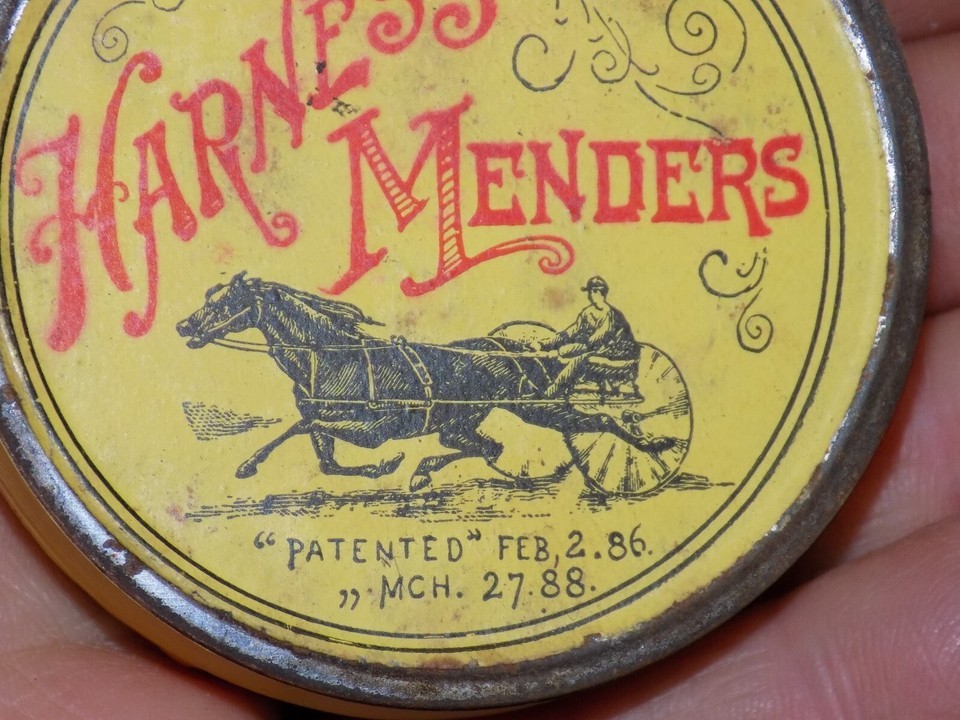 HARNESS
MENDERS
"PATENTED" FEB, 2. 86.
„ MCH. 27. 88.